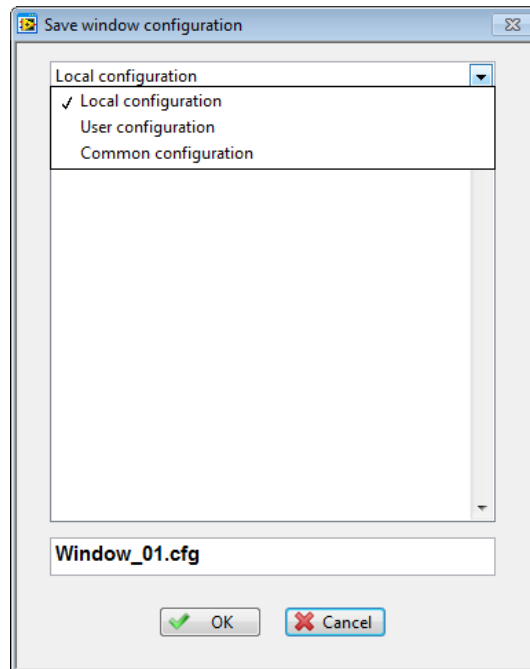 Save window configuration
Local configuration
Local configuration
User configuration
Common configuration
Window_01.cfg
OK
Cancel